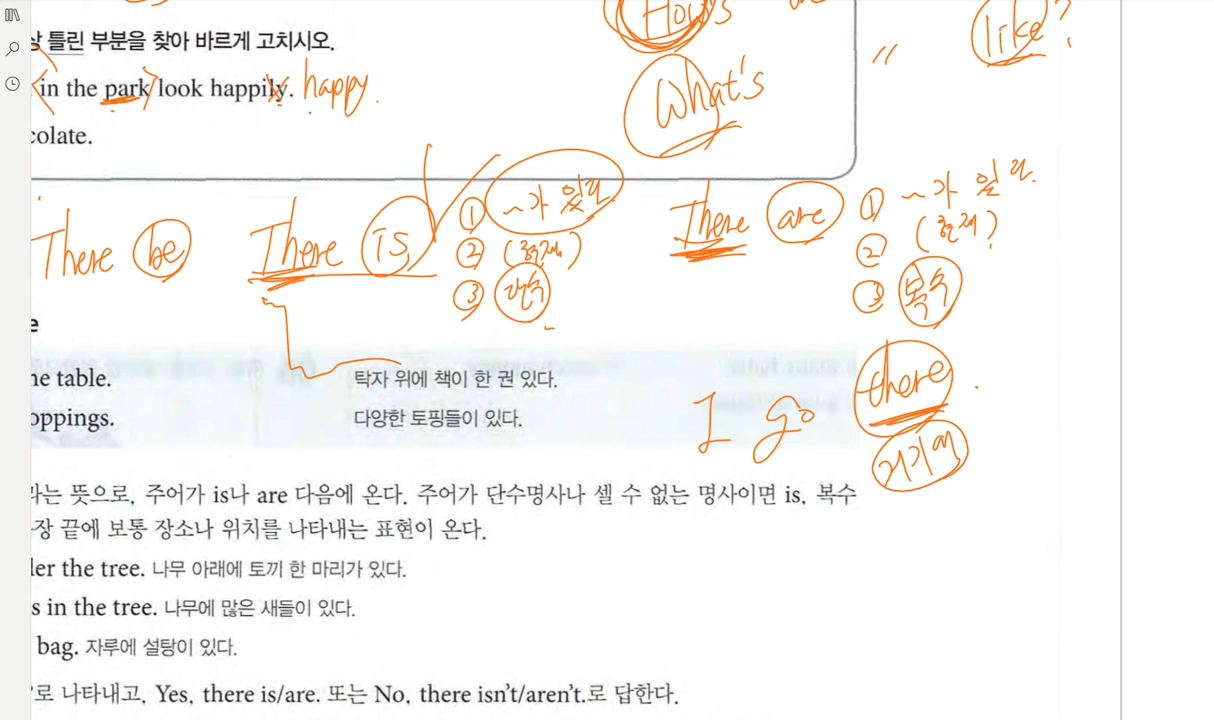 How's
like?
상 틀린 부분을 찾아 바르게 고치시오.
in the park/look happily. happy.
What's
colate.
There be There is ① ~가 있다 There are ① ~가 있다.
② (현재) ② (현재)
③ 단수 ③ 복수
e
he table. 탁자 위에 책이 한 권 있다.
oppings. 다양한 토핑들이 있다.
I go there.
거기에
라는 뜻으로, 주어가 is나 are 다음에 온다. 주어가 단수명사나 셀 수 없는 명사이면 is, 복수
장 끝에 보통 장소나 위치를 나타내는 표현이 온다.
der the tree. 나무 아래에 토끼 한 마리가 있다.
s in the tree. 나무에 많은 새들이 있다.
bag. 자루에 설탕이 있다.
로 나타내고, Yes, there is/are. 또는 No, there isn't/aren't.로 답한다.